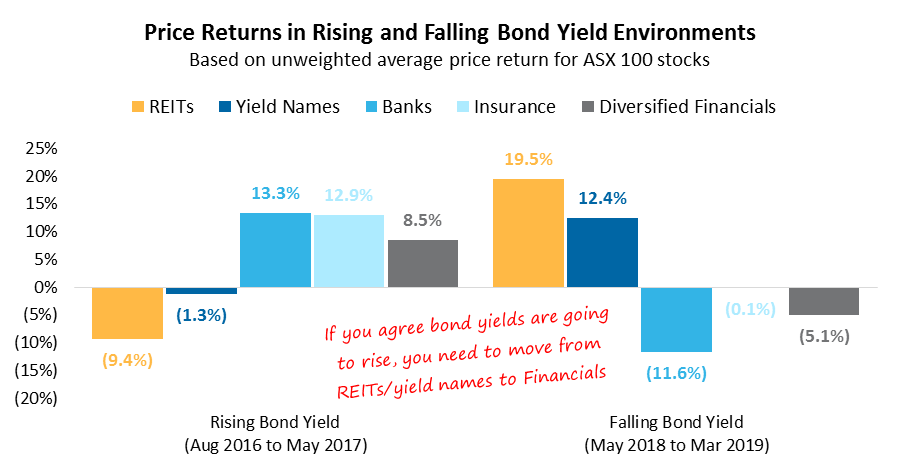 Price Returns in Rising and Falling Bond Yield Environments
Based on unweighted average price return for ASX 100 stocks
REITs Yield Names Banks Insurance Diversified Financials
25%
20%
15%
10%
5%
0%
(5%)
(10%)
(15%)
(20%)
(9.4%)
(1.3%)
13.3%
12.9%
8.5%
19.5%
12.4%
(11.6%)
(0.1%)
(5.1%)
If you agree bond yields are going
to rise, you need to move from
REITs/yield names to Financials
Rising Bond Yield
(Aug 2016 to May 2017)
Falling Bond Yield
(May 2018 to Mar 2019)